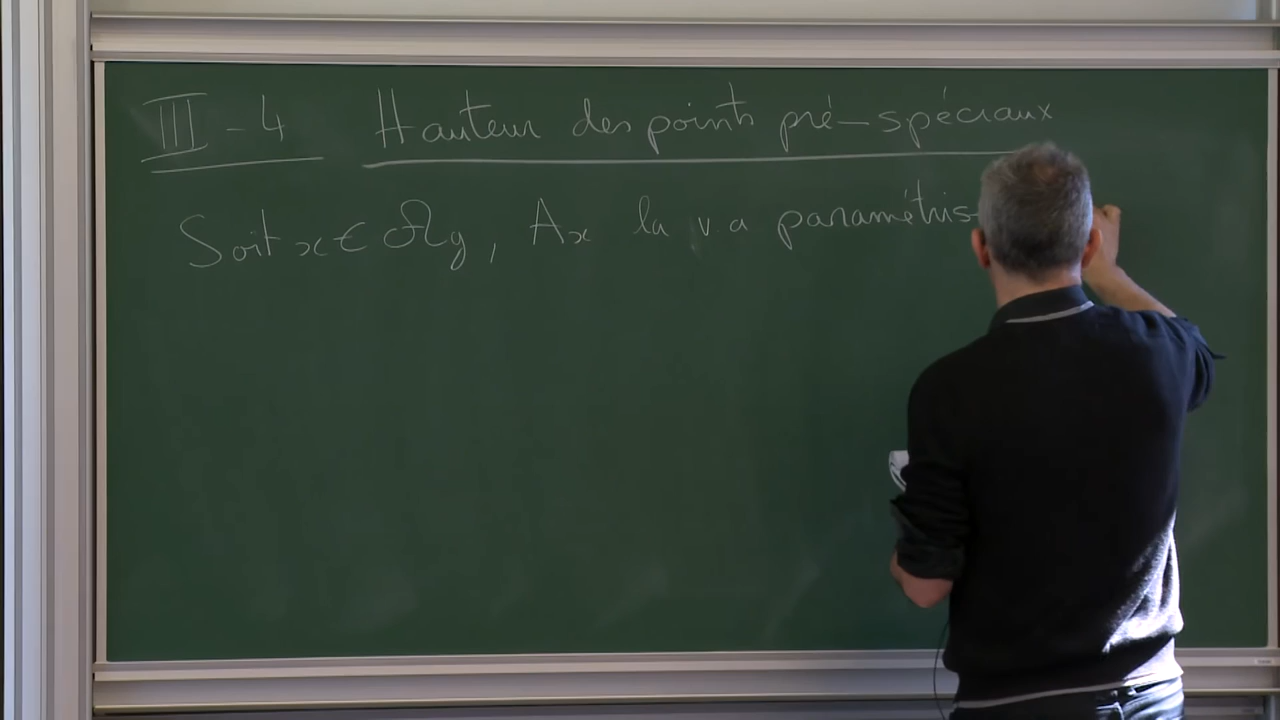 III - 4 Hauteur des points pré-spéciaux
Soit x ∈ 𝒜g, Ax la v.a paramétris